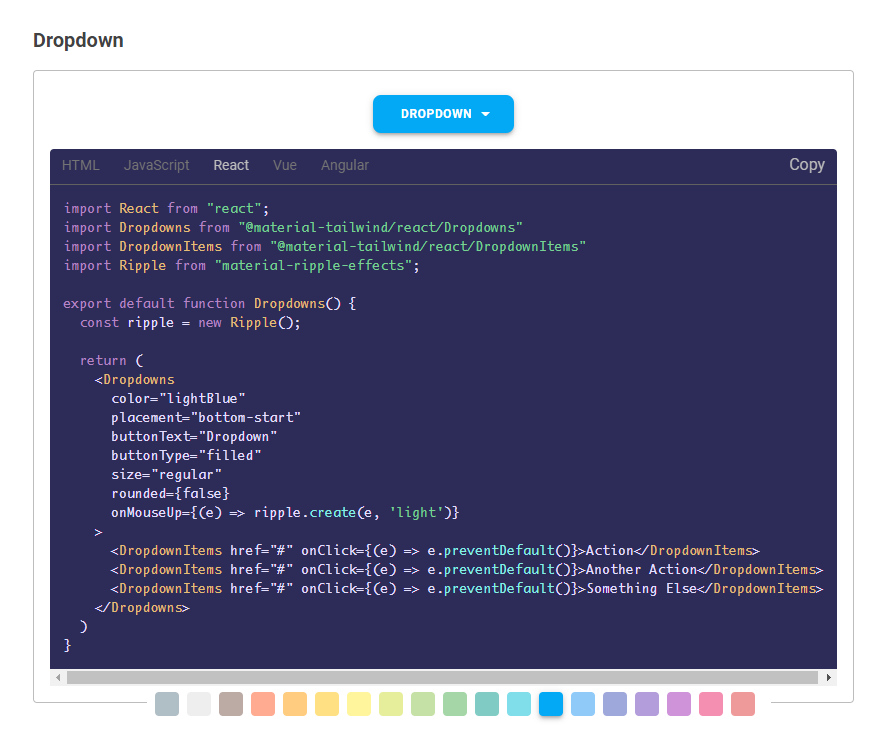 Dropdown
DROPDOWN
HTML JavaScript React Vue Angular Copy
import React from "react";
import Dropdowns from "@material-tailwind/react/Dropdowns"
import DropdownItems from "@material-tailwind/react/DropdownItems"
import Ripple from "material-ripple-effects";
export default function Dropdowns() {
  const ripple = new Ripple();
  return (
    <Dropdowns
      color="lightBlue"
      placement="bottom-start"
      buttonText="Dropdown"
      buttonType="filled"
      size="regular"
      rounded={false}
      onMouseUp={(e) => ripple.create(e, 'light')}
    >
      <DropdownItems href="#" onClick={(e) => e.preventDefault()}>Action</DropdownItems>
      <DropdownItems href="#" onClick={(e) => e.preventDefault()}>Another Action</DropdownItems>
      <DropdownItems href="#" onClick={(e) => e.preventDefault()}>Something Else</DropdownItems>
    </Dropdowns>
  )
}